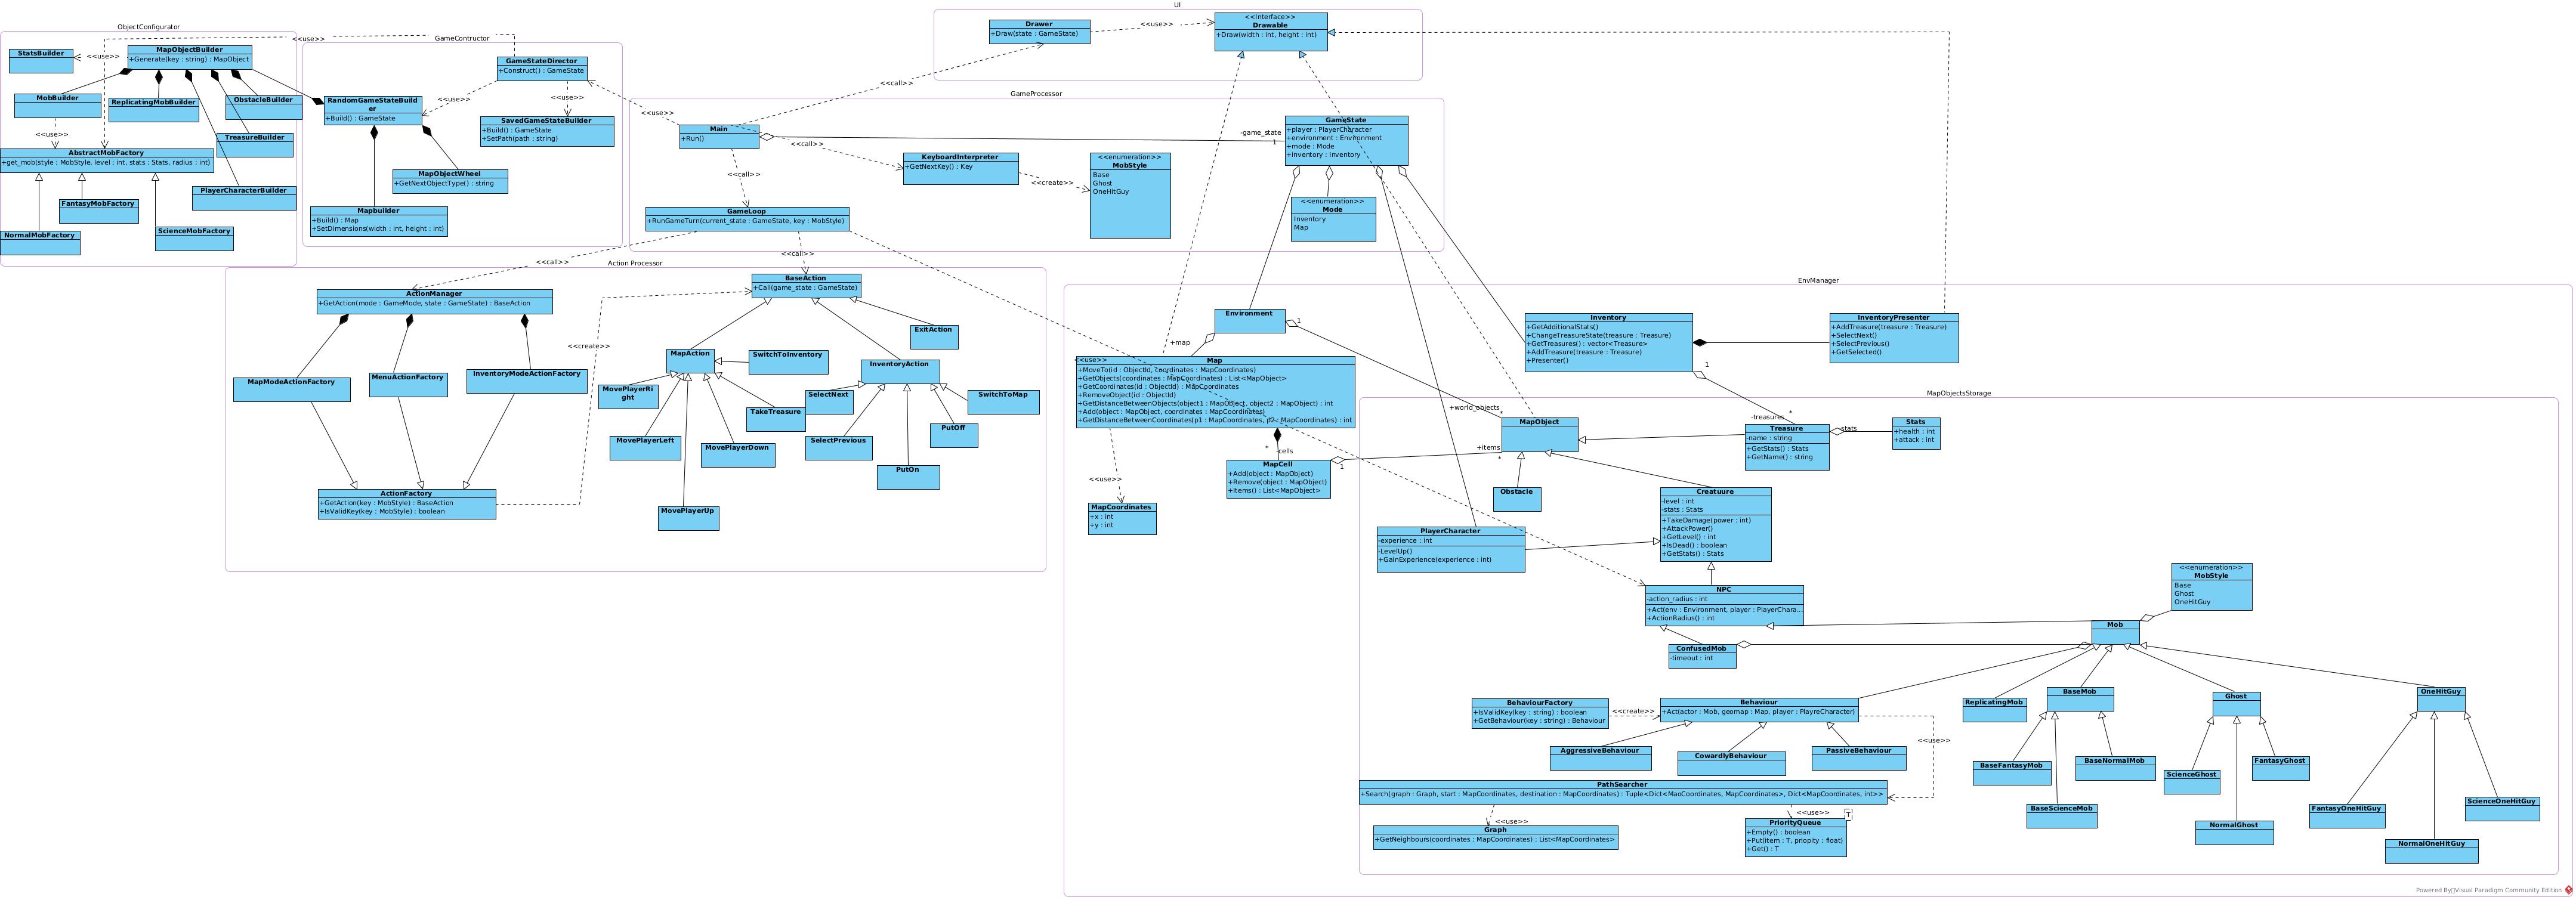 UI
Drawer
+Draw(state : GameState)
<<use>>
<<Interface>>
Drawable
+Draw(width : int, height : int)
ObjectConfigurator
StatsBuilder
<<use>>
MapObjectBuilder
+Generate(key : string) : MapObject
<<use>>
MobBuilder
ReplicatingMobBuilder
ObstacleBuilder
TreasureBuilder
PlayerCharacterBuilder
<<use>>
AbstractMobFactory
+get_mob(style : MobStyle, level : int, stats : Stats, radius : int)
FantasyMobFactory
NormalMobFactory
ScienceMobFactory
GameContructor
GameStateDirector
+Construct() : GameState
<<use>>
<<use>>
RandomGameStateBuild
er
+Build() : GameState
SavedGameStateBuilder
+Build() : GameState
+SetPath(path : string)
MapObjectWheel
+GetNextObjectType() : string
Mapbuilder
+Build() : Map
+SetDimensions(width : int, height : int)
GameProcessor
<<call>>
<<use>>
Main
+Run()
<<call>>
<<call>>
-game_state
1
KeyboardInterpreter
+GetNextKey() : Key
<<create>>
<<enumeration>>
MobStyle
Base
Ghost
OneHitGuy
GameState
+player : PlayerCharacter
+environment : Environment
+mode : Mode
+inventory : Inventory
<<enumeration>>
Mode
Inventory
Map
GameLoop
+RunGameTurn(current_state : GameState, key : MobStyle)
<<call>>
<<call>>
Action Processor
ActionManager
+GetAction(mode : GameMode, state : GameState) : BaseAction
MapModeActionFactory
MenuActionFactory
InventoryModeActionFactory
ActionFactory
+GetAction(key : MobStyle) : BaseAction
+IsValidKey(key : MobStyle) : boolean
<<create>>
BaseAction
+Call(game_state : GameState)
ExitAction
MapAction
SwitchToInventory
InventoryAction
MovePlayerRi
ght
TakeTreasure
MovePlayerLeft
MovePlayerDown
MovePlayerUp
SelectNext
SwitchToMap
SelectPrevious
PutOff
PutOn
EnvManager
Environment
1
+map
<<use>>
Map
+MoveTo(id : ObjectId, coordinates : MapCoordinates)
+GetObjects(coordinates : MapCoordinates) : List<MapObject>
+GetCoordinates(id : ObjectId) : MapCoordinates
+RemoveObject(id : ObjectId)
+GetDistanceBetweenObjects(object1 : MapObject, object2 : MapObject) : int
+Add(object : MapObject, coordinates : MapCoordinates)
+GetDistanceBetweenCoordinates(p1 : MapCoordinates, p2 : MapCoordinates) : int
*
-cells
MapCell
+Add(object : MapObject)
+Remove(object : MapObject)
+Items() : List<MapObject>
1
<<use>>
MapCoordinates
+x : int
+y : int
Inventory
+GetAdditionalStats()
+ChangeTreasureState(treasure : Treasure)
+GetTreasures() : vector<Treasure>
+AddTreasure(treasure : Treasure)
+Presenter()
1
InventoryPresenter
+AddTreasure(treasure : Treasure)
+SelectNext()
+SelectPrevious()
+GetSelected()
MapObjectsStorage
+world_objects
*
MapObject
+items
*
*
-treasures
Treasure
-name : string
+GetStats() : Stats
+GetName() : string
-stats
Stats
+health : int
+attack : int
Obstacle
Creatuure
-level : int
-stats : Stats
+TakeDamage(power : int)
+AttackPower()
+GetLevel() : int
+IsDead() : boolean
+GetStats() : Stats
PlayerCharacter
-experience : int
-LevelUp()
+GainExperience(experience : int)
NPC
-action_radius : int
+Act(env : Environment, player : PlayerChara...
+ActionRadius() : int
<<enumeration>>
MobStyle
Base
Ghost
OneHitGuy
Mob
ConfusedMob
-timeout : int
BehaviourFactory
+IsValidKey(key : string) : boolean
+GetBehaviour(key : string) : Behaviour
<<create>>
Behaviour
+Act(actor : Mob, geomap : Map, player : PlayreCharacter)
<<use>>
AggressiveBehaviour
CowardlyBehaviour
PassiveBehaviour
PathSearcher
+Search(graph : Graph, start : MapCoordinates, destination : MapCoordinates) : Tuple<Dict<MaoCoordinates, MapCoordinates>, Dict<MapCoordinates, int>>
<<use>>
<<use>>
Graph
+GetNeighbours(coordinates : MapCoordinates) : List<MapCoordinates>
T
PriorityQueue
+Empty() : boolean
+Put(item : T, priopity : float)
+Get() : T
ReplicatingMob
BaseMob
Ghost
OneHitGuy
BaseFantasyMob
BaseNormalMob
BaseScienceMob
ScienceGhost
FantasyGhost
NormalGhost
FantasyOneHitGuy
ScienceOneHitGuy
NormalOneHitGuy
Powered By Visual Paradigm Community Edition